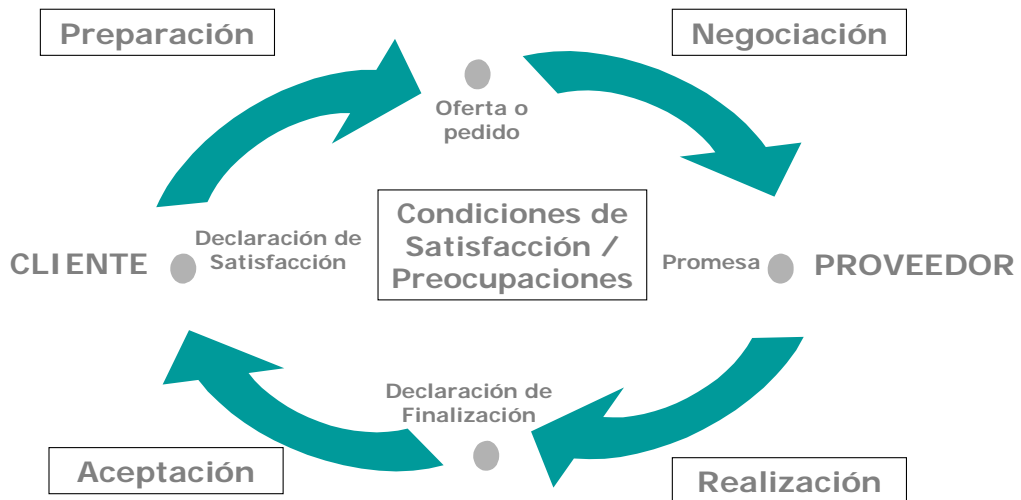 Preparación
Negociación
Oferta o
pedido
Condiciones de
Satisfacción /
Preocupaciones
Declaración de
Satisfacción
CLIENTE
Promesa
PROVEEDOR
Declaración de
Finalización
Aceptación
Realización